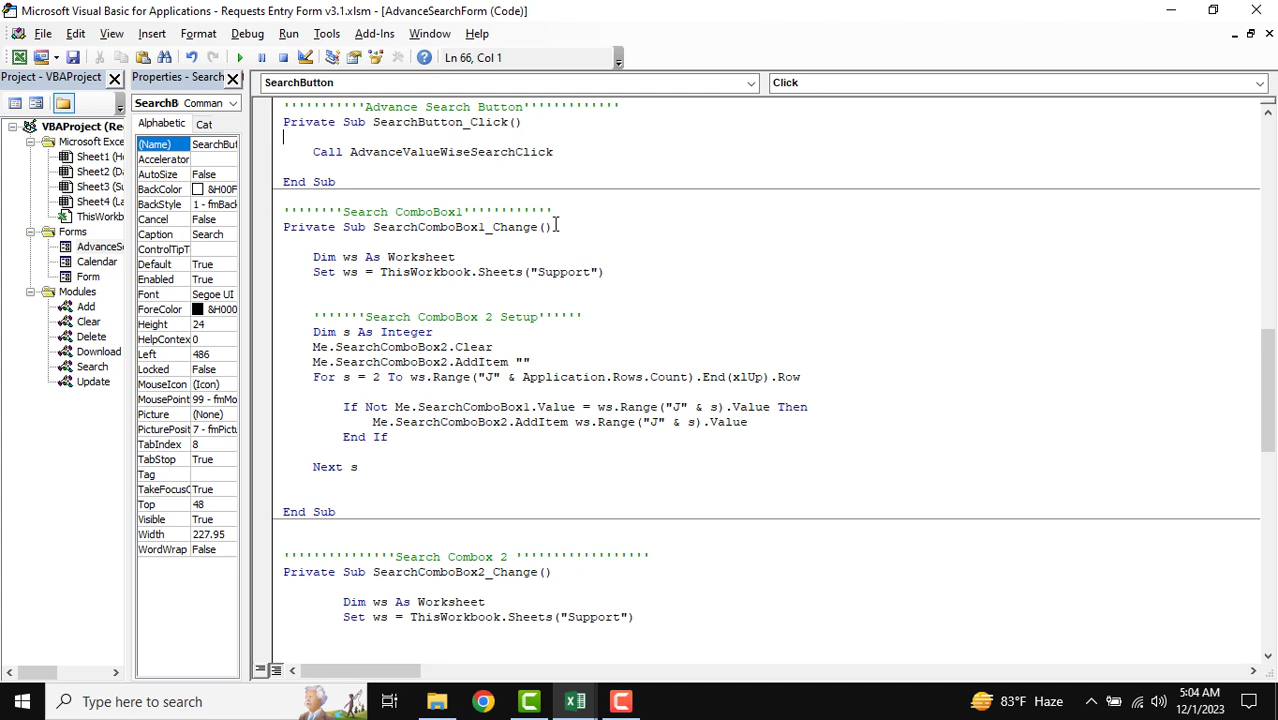 Microsoft Visual Basic for Applications - Requests Entry Form v3.1.xlsm - [AdvanceSearchForm (Code)]
File Edit View Insert Format Debug Run Tools Add-Ins Window Help
Ln 66, Col 1
Project - VBAProject
Properties - Search
SearchButton
Click
SearchB Comman
Alphabetic Cat
VBAProject (Re
Microsoft Exce
Sheet1 (H
Sheet2 (Da
Sheet3 (Su
Sheet4 (La
ThisWorkb
Forms
AdvanceSe
Calendar
Form
Modules
Add
Clear
Delete
Download
Search
Update
(Name) SearchBut
Accelerator
AutoSize False
BackColor &H00F
BackStyle 1 - fmBack
Cancel False
Caption Search
ControlTipT
Default True
Enabled True
Font Segoe UI
ForeColor &H000
Height 24
HelpContex 0
Left 486
Locked False
MouseIcon (Icon)
MousePoint 99 - fmMo
Picture (None)
PicturePosit 7 - fmPictu
TabIndex 8
TabStop True
Tag
TakeFocusO True
Top 48
Visible True
Width 227.95
WordWrap False
'''''''''''Advance Search Button'''''''''''''
Private Sub SearchButton_Click()
Call AdvanceValueWiseSearchClick
End Sub
''''''''Search ComboBox1''''''''''''
Private Sub SearchComboBox1_Change()
Dim ws As Worksheet
Set ws = ThisWorkbook.Sheets("Support")
'''''''Search ComboBox 2 Setup''''''
Dim s As Integer
Me.SearchComboBox2.Clear
Me.SearchComboBox2.AddItem ""
For s = 2 To ws.Range("J" & Application.Rows.Count).End(xlUp).Row
If Not Me.SearchComboBox1.Value = ws.Range("J" & s).Value Then
Me.SearchComboBox2.AddItem ws.Range("J" & s).Value
End If
Next s
End Sub
'''''''''''''''Search Combox 2 ''''''''''''''''''
Private Sub SearchComboBox2_Change()
Dim ws As Worksheet
Set ws = ThisWorkbook.Sheets("Support")
Type here to search
83°F Haze
5:04 AM
12/1/2023